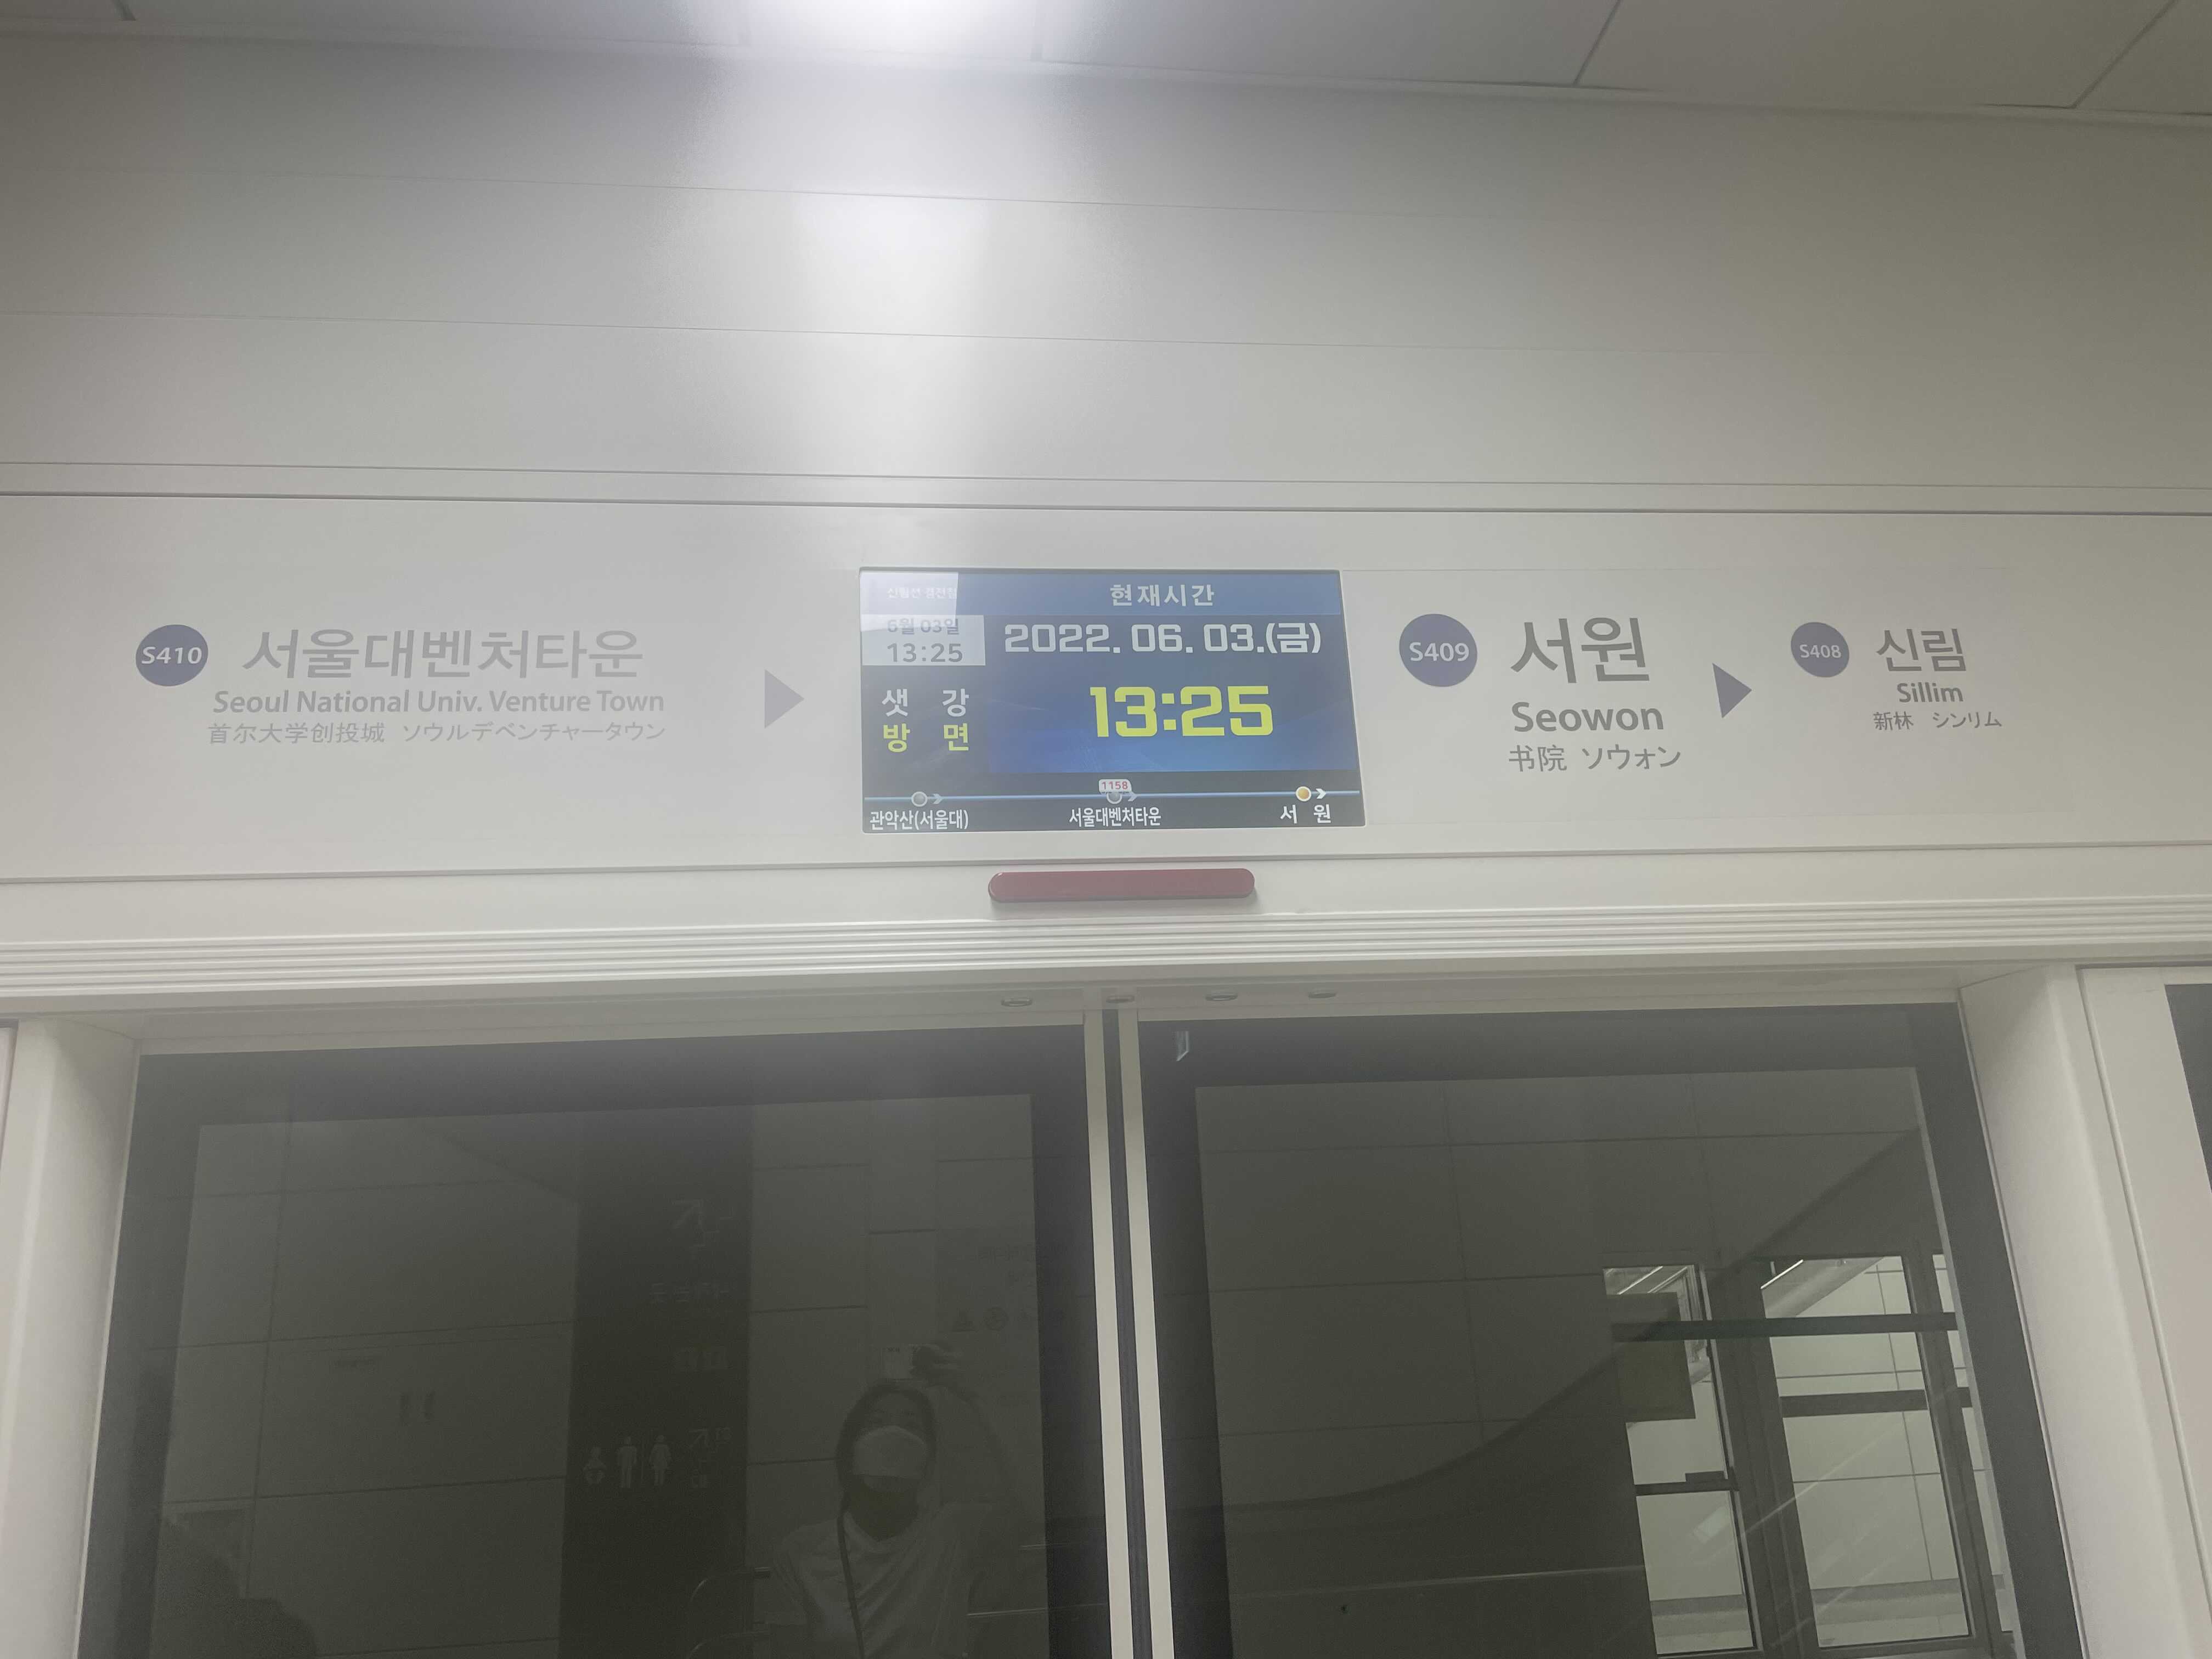 S410 서울대벤처타운
Seoul National Univ. Venture Town
首尔大学创投城 ソウルデベンチャータウン
현재시간
6월 03일
13:25
2022. 06. 03.(금)
13:25
샛 강
방 면
1158
관악산(서울대) 서울대벤처타운 서 원
S409 서원
Seowon
书院 ソウォン
S408 신림
Sillim
新林 シンリム